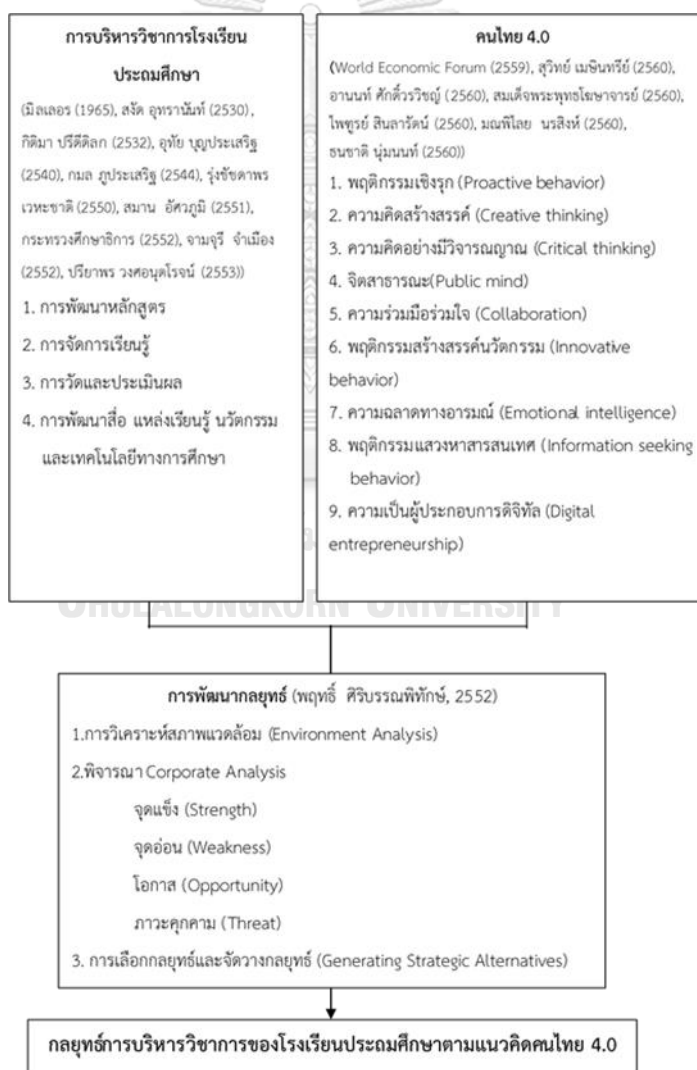 การบริหารวิชาการโรงเรียน
ประถมศึกษา
(มิลเลอร (1965), สงัด อุทรานันท์ (2530),
กิติมา ปรีดีดิลก (2532), อุทัย บุญประเสริฐ
(2540), กมล ภูประเสริฐ (2544), รุ่งชัชดาพร
เวหะชาติ (2550), สมาน อัศวภูมิ (2551),
กระทรวงศึกษาธิการ (2552), จามจุรี จำเมือง
(2552), ปรียาพร วงศอนุตโรจน์ (2553))
1. การพัฒนาหลักสูตร
2. การจัดการเรียนรู้
3. การวัดและประเมินผล
4. การพัฒนาสื่อ แหล่งเรียนรู้ นวัตกรรม
และเทคโนโลยีทางการศึกษา
คนไทย 4.0
(World Economic Forum (2559), สุวิทย์ เมษินทรีย์ (2560),
อานนท์ ศักดิ์วรวิชญ์ (2560), สมเด็จพระพุทธโฆษาจารย์ (2560),
ไพฑูรย์ สินลารัตน์ (2560), มณฑิไลย นรสิงห์ (2560),
ธนชาติ นุ่มนนท์ (2560))
1. พฤติกรรมเชิงรุก (Proactive behavior)
2. ความคิดสร้างสรรค์ (Creative thinking)
3. ความคิดอย่างมีวิจารณญาณ (Critical thinking)
4. จิตสาธารณะ(Public mind)
5. ความร่วมมือร่วมใจ (Collaboration)
6. พฤติกรรมสร้างสรรค์นวัตกรรม (Innovative
behavior)
7. ความฉลาดทางอารมณ์ (Emotional intelligence)
8. พฤติกรรมแสวงหาสารสนเทศ (Information seeking
behavior)
9. ความเป็นผู้ประกอบการดิจิทัล (Digital
entrepreneurship)
CHULALONGKORN UNIVERSITY
การพัฒนากลยุทธ์ (พฤทธิ์ ศิริบรรณพิทักษ์, 2552)
1.การวิเคราะห์สภาพแวดล้อม (Environment Analysis)
2.พิจารณา Corporate Analysis
จุดแข็ง (Strength)
จุดอ่อน (Weakness)
โอกาส (Opportunity)
ภาวะคุกคาม (Threat)
3. การเลือกกลยุทธ์และจัดวางกลยุทธ์ (Generating Strategic Alternatives)
กลยุทธ์การบริหารวิชาการของโรงเรียนประถมศึกษาตามแนวคิดคนไทย 4.0